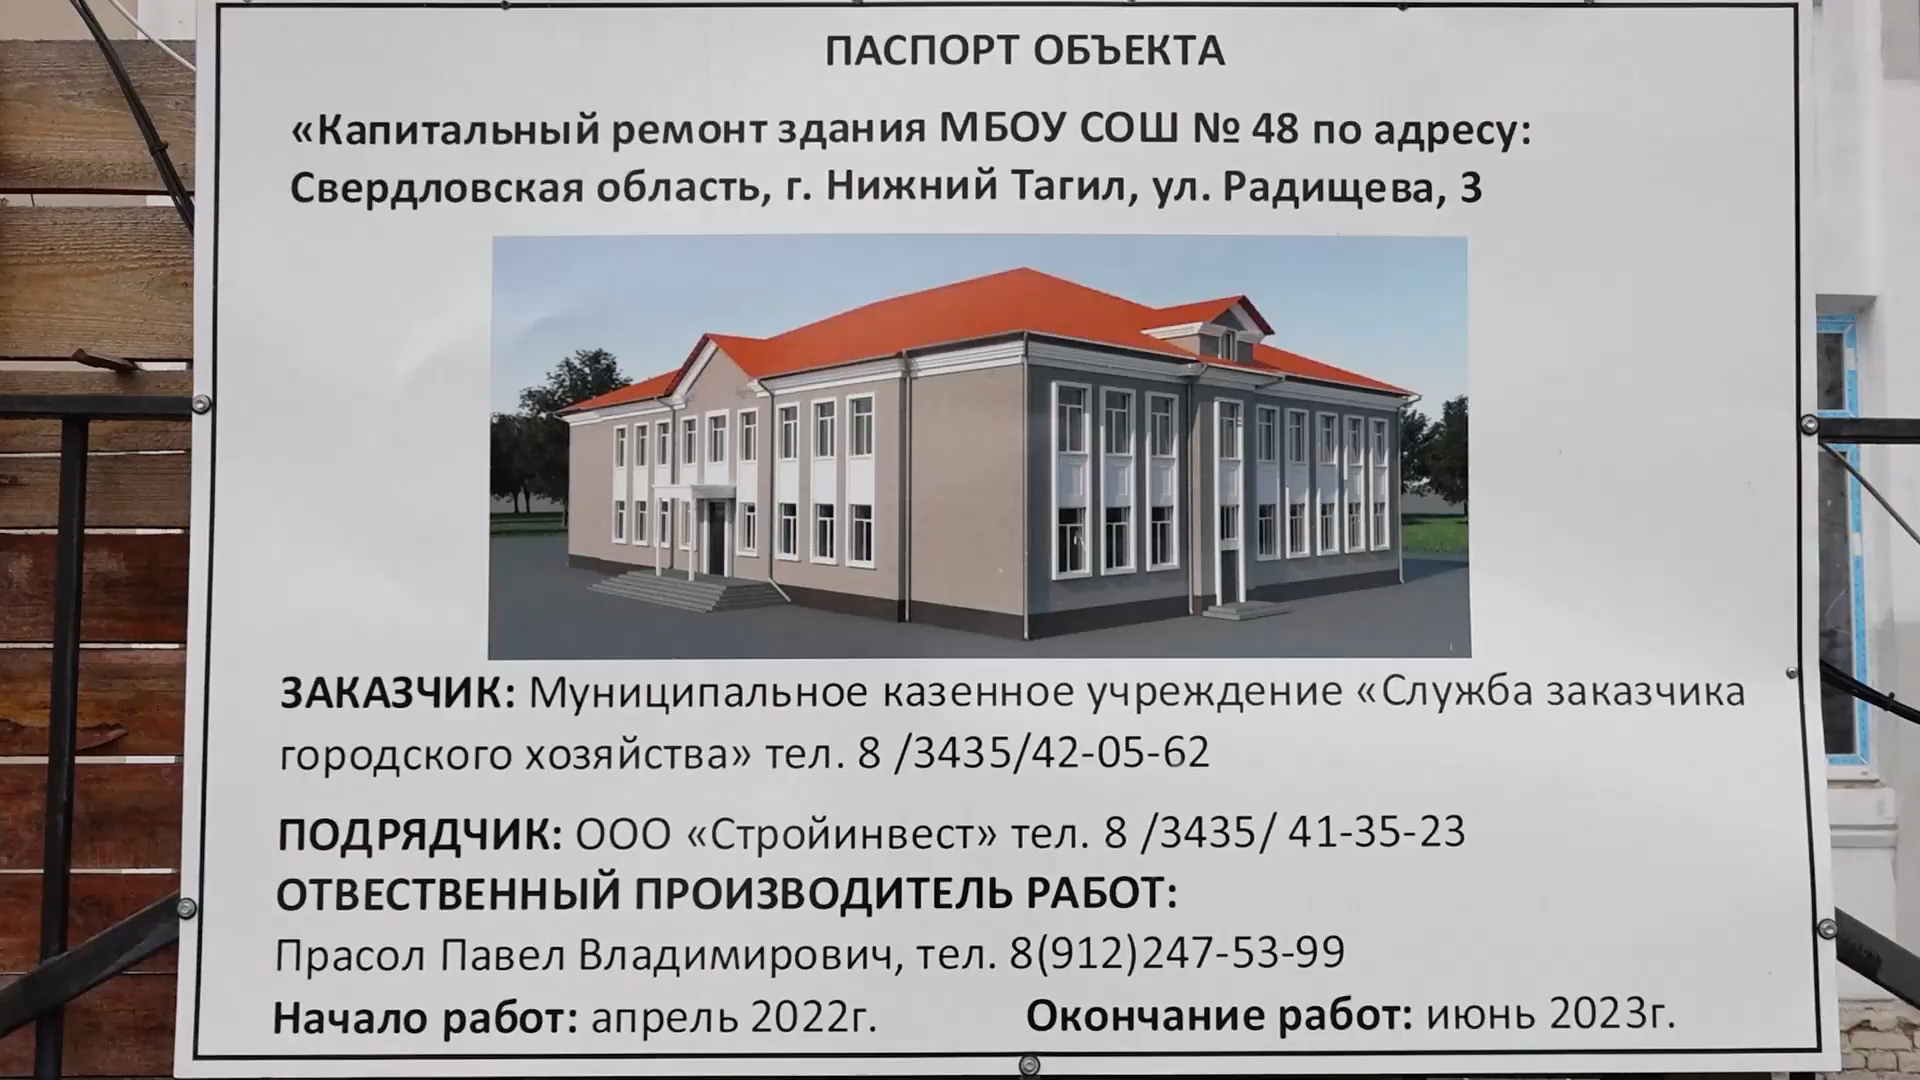 ПАСПОРТ ОБЪЕКТА
«Капитальный ремонт здания МБОУ СОШ № 48 по адресу:
Свердловская область, г. Нижний Тагил, ул. Радищева, 3
ЗАКАЗЧИК: Муниципальное казенное учреждение «Служба заказчика
городского хозяйства» тел. 8 /3435/42-05-62
ПОДРЯДЧИК: ООО «Стройинвест» тел. 8 /3435/ 41-35-23
ОТВЕСТВЕННЫЙ ПРОИЗВОДИТЕЛЬ РАБОТ:
Прасол Павел Владимирович, тел. 8(912)247-53-99
Начало работ: апрель 2022г. Окончание работ: июнь 2023г.